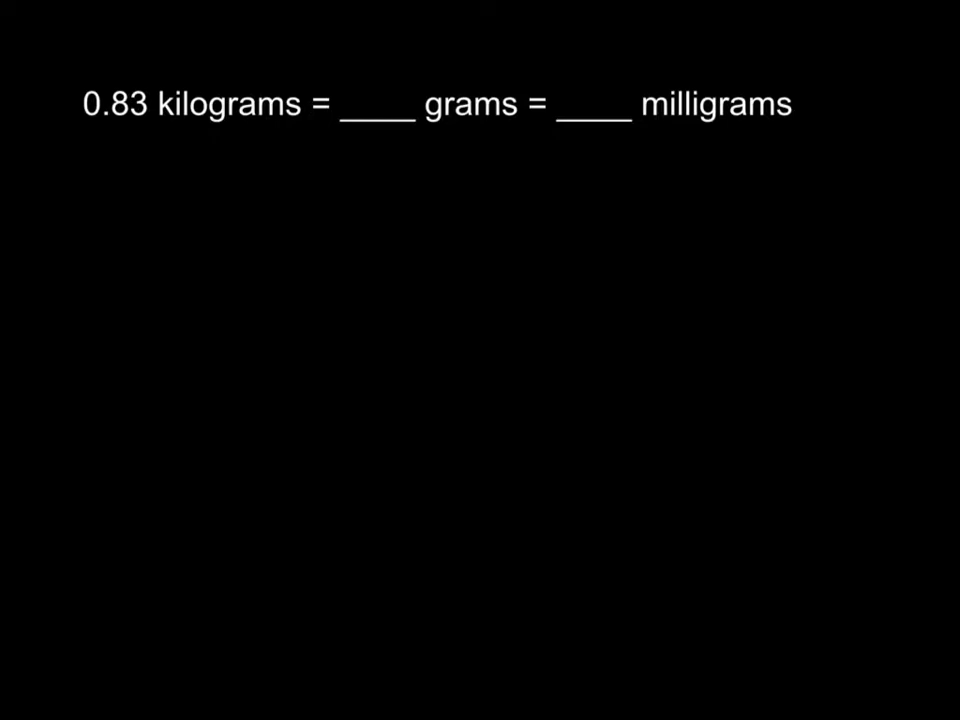 0.83 kilograms = ____ grams = ____ milligrams